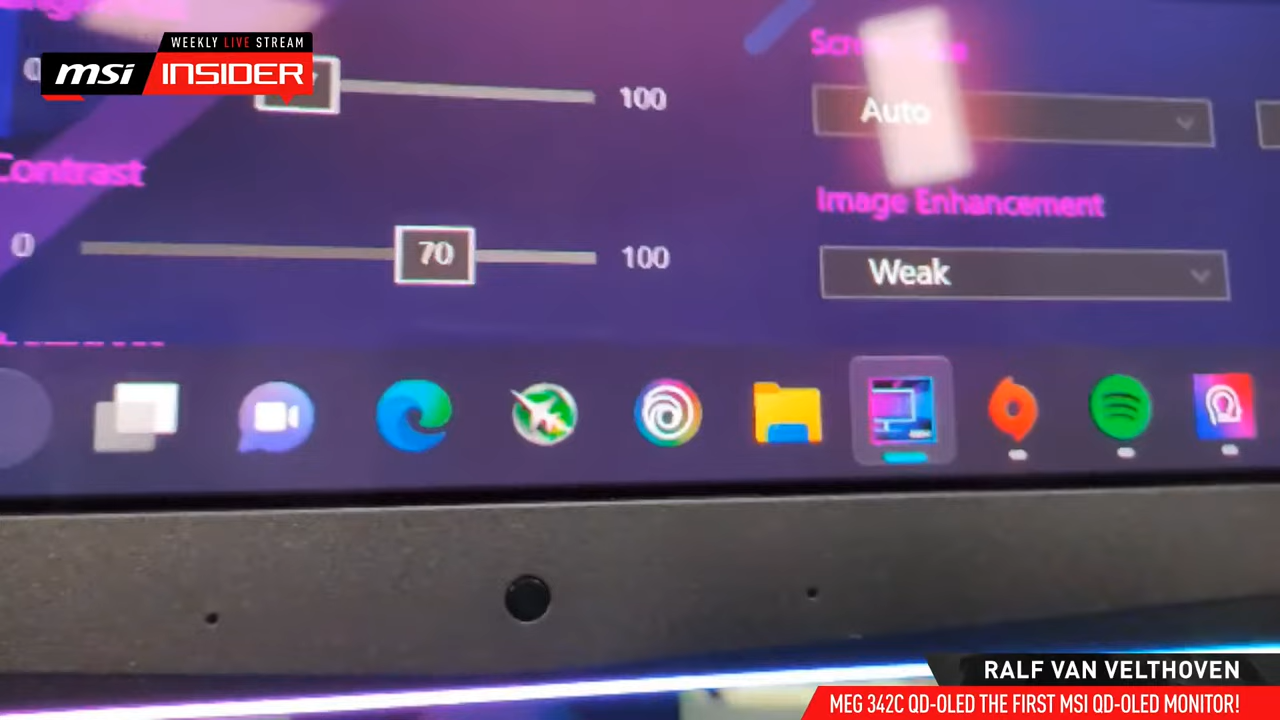 WEEKLY LIVE STREAM
msi INSIDER
100
Auto
Contrast
0
70
100
Image Enhancement
Weak
RALF VAN VELTHOVEN
MEG 342C QD-OLED THE FIRST MSI QD-OLED MONITOR!